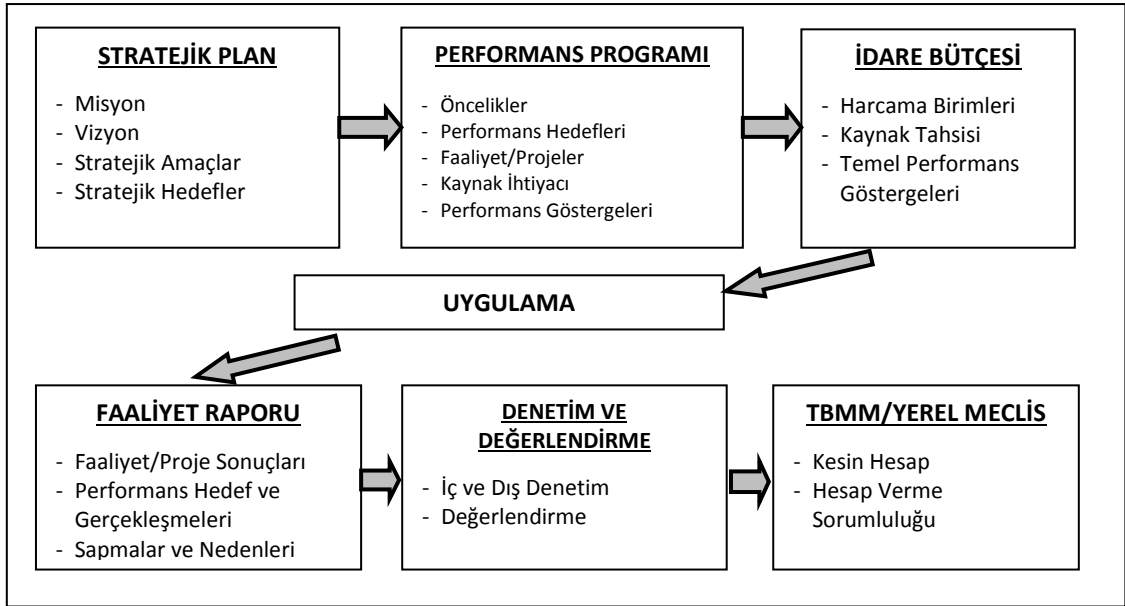 STRATEJİK PLAN
- Misyon
- Vizyon
- Stratejik Amaçlar
- Stratejik Hedefler
PERFORMANS PROGRAMI
- Öncelikler
- Performans Hedefleri
- Faaliyet/Projeler
- Kaynak İhtiyacı
- Performans Göstergeleri
İDARE BÜTÇESİ
- Harcama Birimleri
- Kaynak Tahsisi
- Temel Performans
Göstergeleri
UYGULAMA
FAALİYET RAPORU
- Faaliyet/Proje Sonuçları
- Performans Hedef ve
Gerçekleşmeleri
- Sapmalar ve Nedenleri
DENETİM VE
DEĞERLENDİRME
- İç ve Dış Denetim
- Değerlendirme
TBMM/YEREL MECLİS
- Kesin Hesap
- Hesap Verme
Sorumluluğu